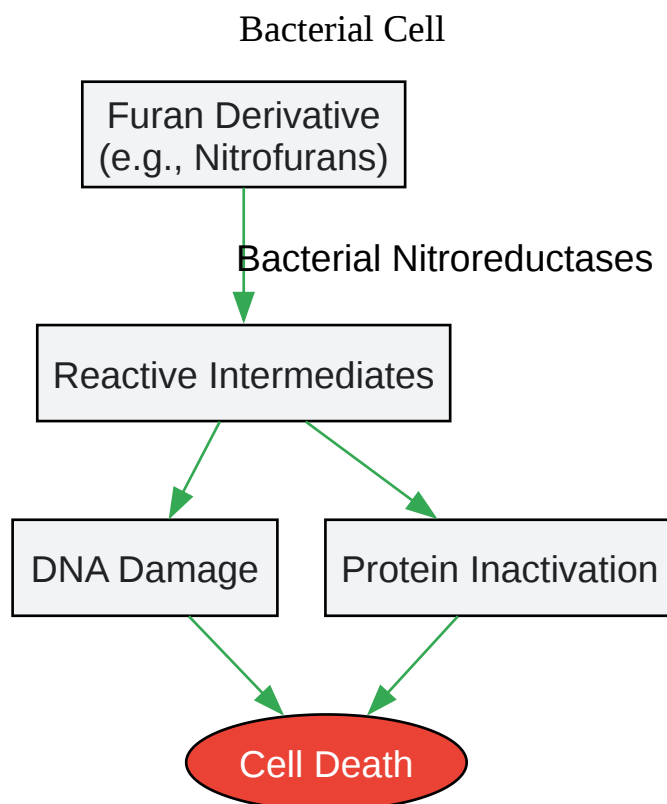 Bacterial Cell
Furan Derivative
(e.g., Nitrofurans)
Bacterial Nitroreductases
Reactive Intermediates
DNA Damage
Protein Inactivation
Cell Death